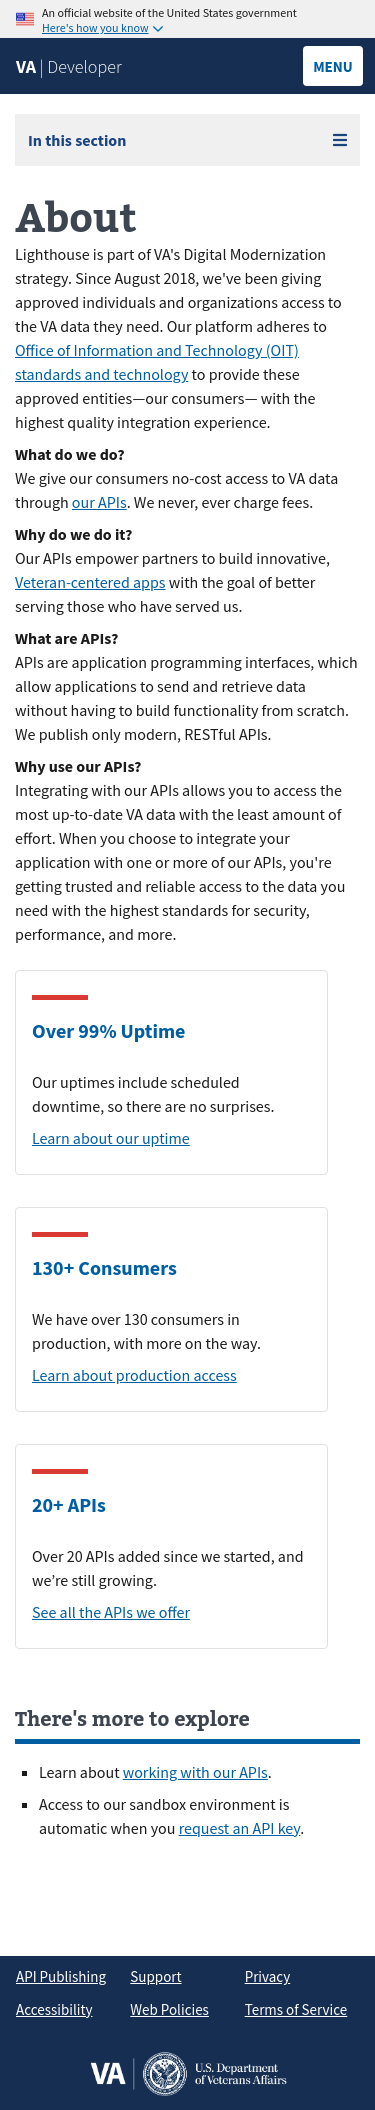 An official website of the United States government
Here's how you know
VA | Developer
MENU
In this section
About
Lighthouse is part of VA's Digital Modernization
strategy. Since August 2018, we've been giving
approved individuals and organizations access to
the VA data they need. Our platform adheres to
Office of Information and Technology (OIT)
standards and technology to provide these
approved entities—our consumers— with the
highest quality integration experience.
What do we do?
We give our consumers no-cost access to VA data
through our APIs. We never, ever charge fees.
Why do we do it?
Our APIs empower partners to build innovative,
Veteran-centered apps with the goal of better
serving those who have served us.
What are APIs?
APIs are application programming interfaces, which
allow applications to send and retrieve data
without having to build functionality from scratch.
We publish only modern, RESTful APIs.
Why use our APIs?
Integrating with our APIs allows you to access the
most up-to-date VA data with the least amount of
effort. When you choose to integrate your
application with one or more of our APIs, you're
getting trusted and reliable access to the data you
need with the highest standards for security,
performance, and more.
Over 99% Uptime
Our uptimes include scheduled
downtime, so there are no surprises.
Learn about our uptime
130+ Consumers
We have over 130 consumers in
production, with more on the way.
Learn about production access
20+ APIs
Over 20 APIs added since we started, and
we’re still growing.
See all the APIs we offer
There's more to explore
Learn about working with our APIs.
Access to our sandbox environment is
automatic when you request an API key.
API Publishing Support Privacy
Accessibility Web Policies Terms of Service
VA
U.S. Department
of Veterans Affairs